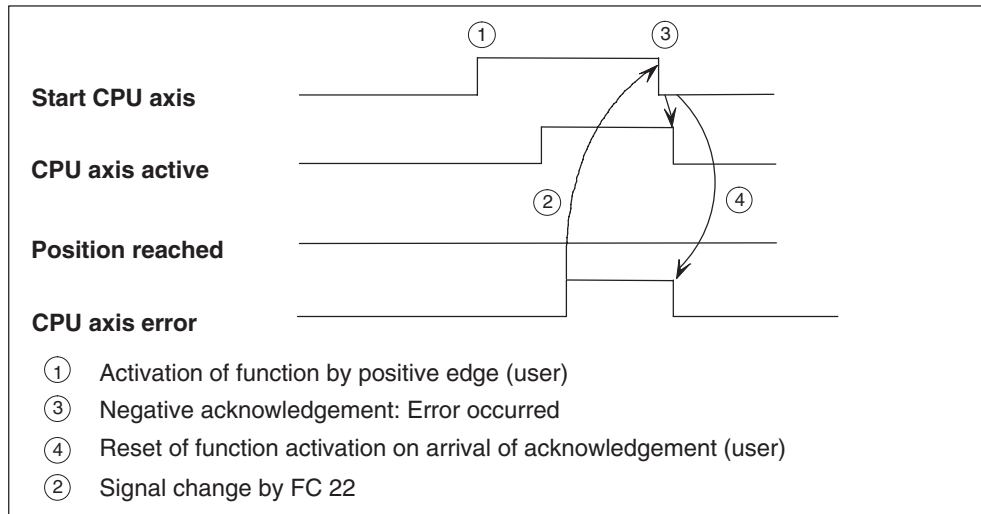 ① ③
Start CPU axis
CPU axis active
② ④
Position reached
CPU axis error
① Activation of function by positive edge (user)
③ Negative acknowledgement: Error occurred
④ Reset of function activation on arrival of acknowledgement (user)
② Signal change by FC 22